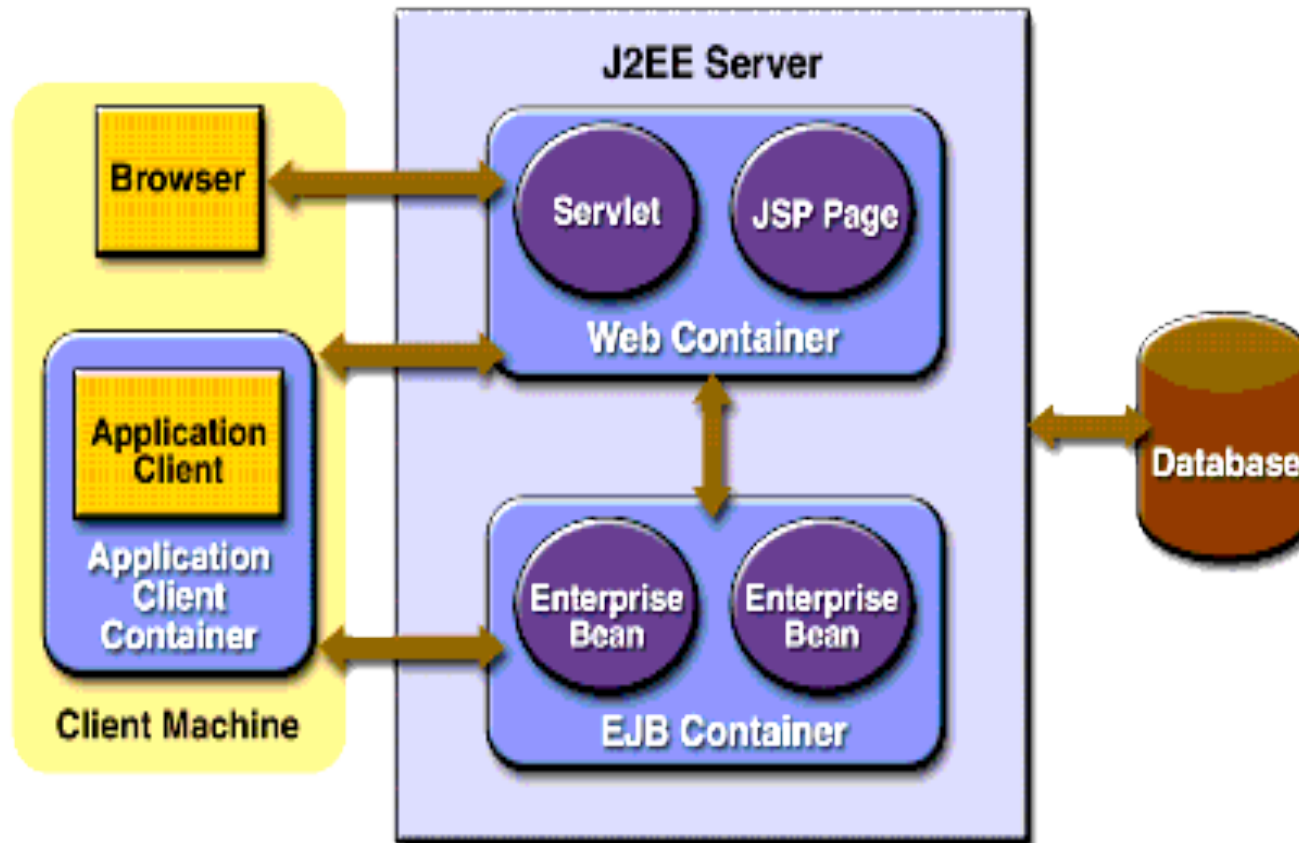 J2EE Server
Browser
Servlet
JSP Page
Web Container
Application
Client
Application
Client
Container
Client Machine
Enterprise
Bean
Enterprise
Bean
EJB Container
Database